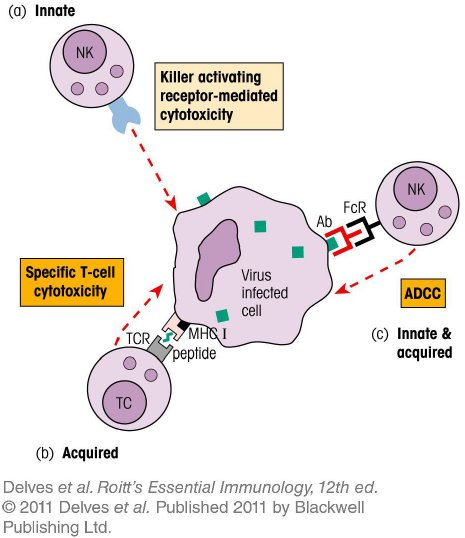 (a) Innate
NK
Killer activating
receptor-mediated
cytotoxicity
NK
Ab
FcR
Specific T-cell
cytotoxicity
Virus
infected
cell
ADCC
(c) Innate &
acquired
TCR
MHC I
peptide
TC
(b) Acquired
Delves et al. Roitt's Essential Immunology, 12th ed.
© 2011 Delves et al. Published 2011 by Blackwell
Publishing Ltd.